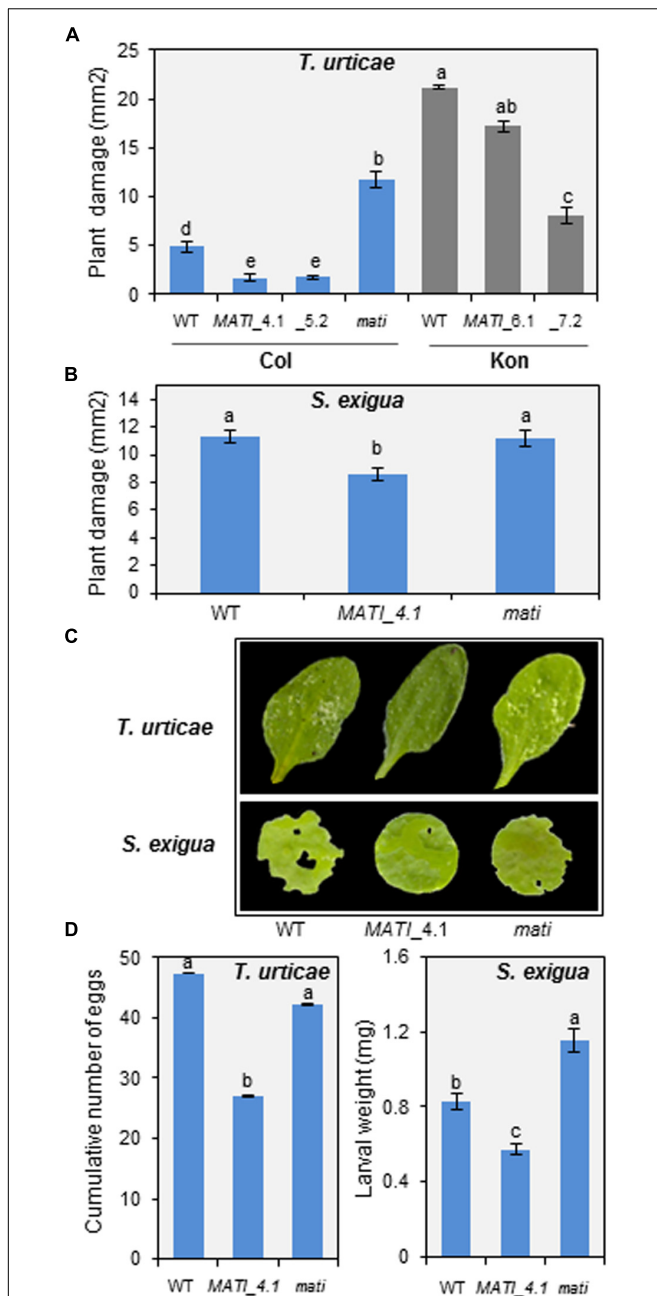 A
T. urticae
Plant damage (mm2)
25
20
15
10
5
0
d
e
e
b
a
ab
c
WT MATI_4.1 _5.2 mati WT MATI_6.1 _7.2
Col Kon
B
S. exigua
Plant damage (mm2)
14
12
10
8
6
4
2
0
a
b
a
WT MATI_4.1 mati
C
T. urticae
S. exigua
WT MATI_4.1 mati
D
T. urticae
Cumulative number of eggs
50
40
30
20
10
0
a
b
a
WT MATI_4.1 mati
S. exigua
Larval weight (mg)
1.6
1.2
0.8
0.4
0
b
c
a
WT MATI_4.1 mati